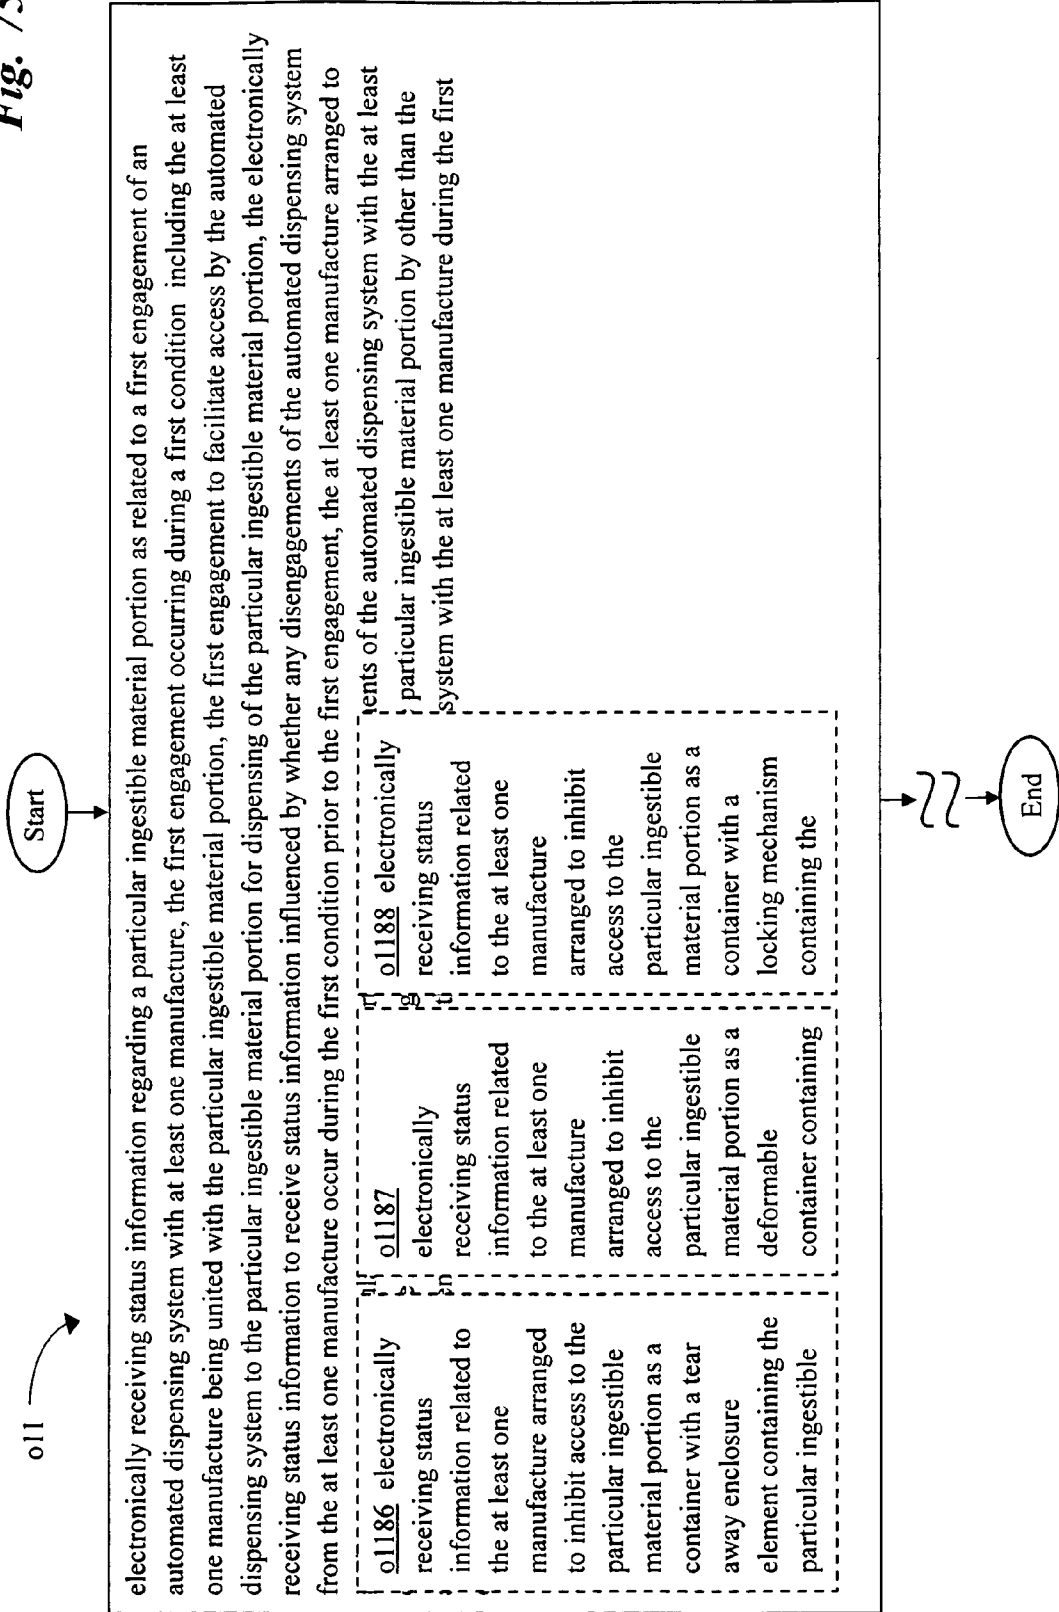 Fig. 75
o11
Start
electronically receiving status information regarding a particular ingestible material portion as related to a first engagement of an
automated dispensing system with at least one manufacture, the first engagement occurring during a first condition including the at least
one manufacture being united with the particular ingestible material portion, the first engagement to facilitate access by the automated
dispensing system to the particular ingestible material portion for dispensing of the particular ingestible material portion, the electronically
receiving status information to receive status information influenced by whether any disengagements of the automated dispensing system
from the at least one manufacture occur during the first condition prior to the first engagement, the at least one manufacture arranged to
ents of the automated dispensing system with the at least
particular ingestible material portion by other than the
system with the at least one manufacture during the first
o1186 electronically
receiving status
information related to
the at least one
manufacture arranged
to inhibit access to the
particular ingestible
material portion as a
container with a tear
away enclosure
element containing the
particular ingestible
o1187
electronically
receiving status
information related
to the at least one
manufacture
arranged to inhibit
access to the
particular ingestible
material portion as a
deformable
container containing
o1188 electronically
receiving status
information related
to the at least one
manufacture
arranged to inhibit
access to the
particular ingestible
material portion as a
container with a
locking mechanism
containing the
End